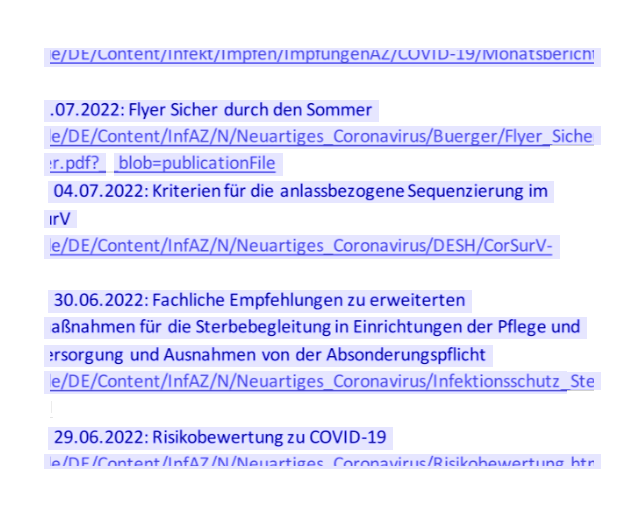 e/DE/Content/Infekt/Impfen/ImpfungenAZ/COVID-19/Monatsbericht
.07.2022: Flyer Sicher durch den Sommer
e/DE/Content/InfAZ/N/Neuartiges_Coronavirus/Buerger/Flyer_Siche
er.pdf?__blob=publicationFile
04.07.2022: Kriterien für die anlassbezogene Sequenzierung im
urV
e/DE/Content/InfAZ/N/Neuartiges_Coronavirus/DESH/CorSurV-
30.06.2022: Fachliche Empfehlungen zu erweiterten
aßnahmen für die Sterbebegleitung in Einrichtungen der Pflege und
ersorgung und Ausnahmen von der Absonderungspflicht
e/DE/Content/InfAZ/N/Neuartiges_Coronavirus/Infektionsschutz_Ste
29.06.2022: Risikobewertung zu COVID-19
e/DE/Content/InfAZ/N/Neuartiges_Coronavirus/Risikobewertung.htm